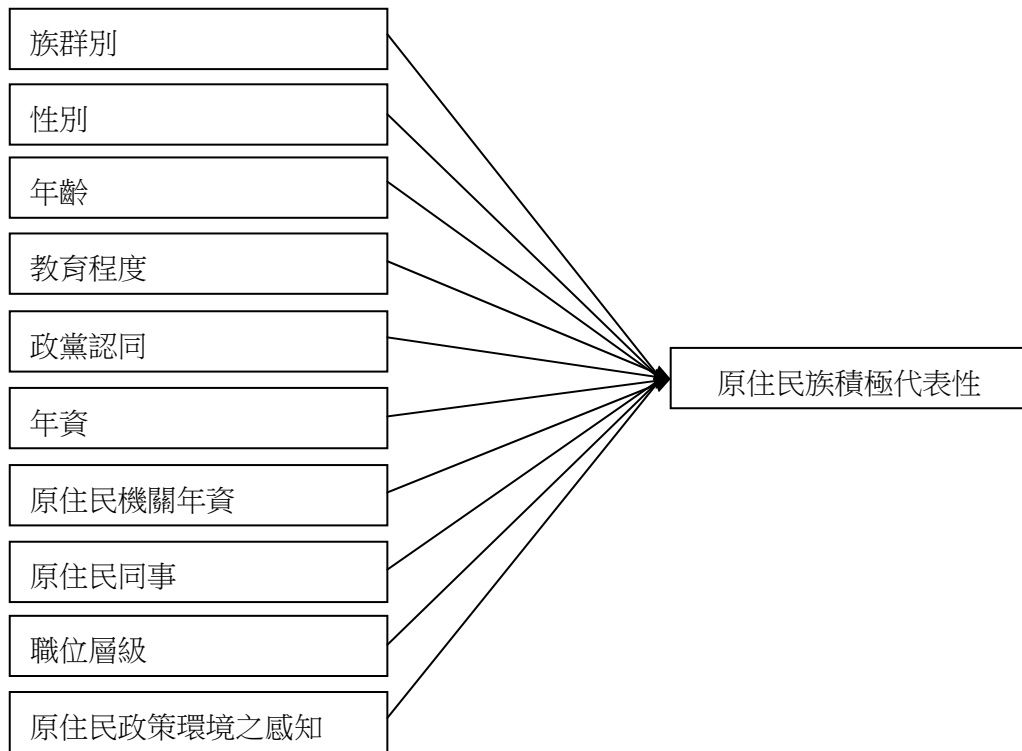 族群別
性別
年齡
教育程度
政黨認同
年資
原住民機關年資
原住民同事
職位層級
原住民政策環境之感知
原住民族積極代表性